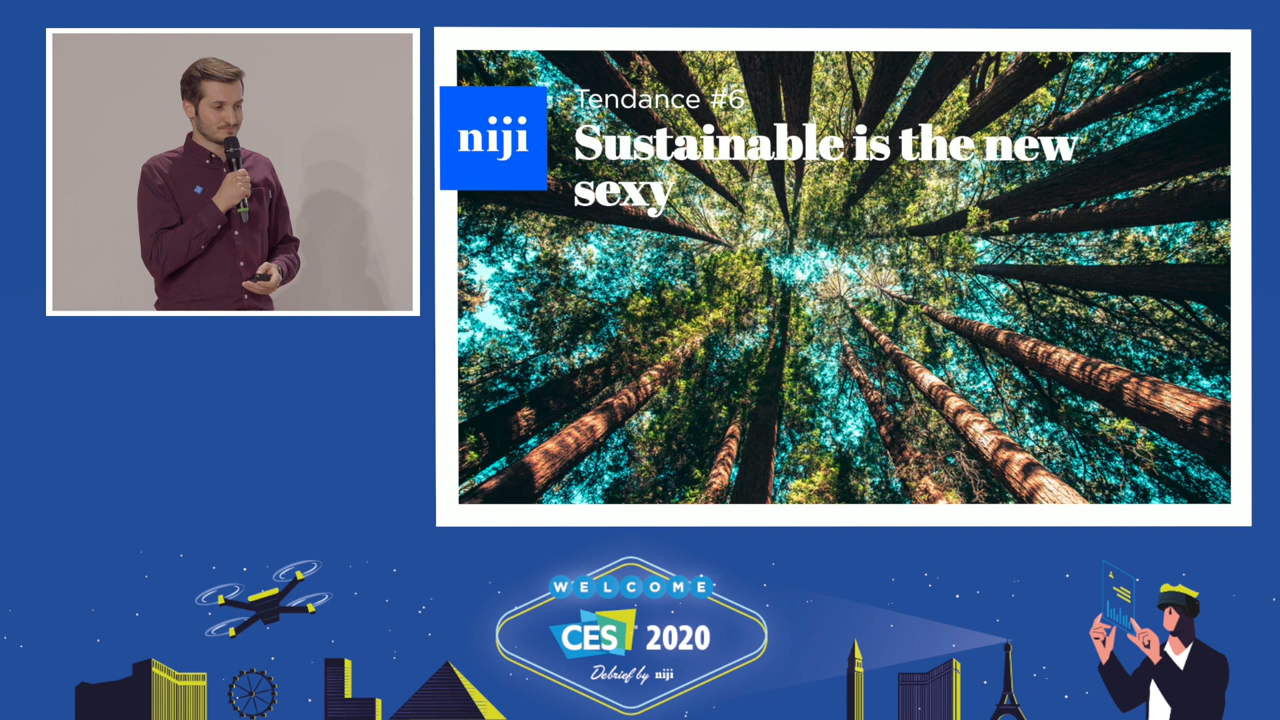 Tendance #6
niji
Sustainable is the new
sexy
WELCOME
CES 2020
Debrief by niji